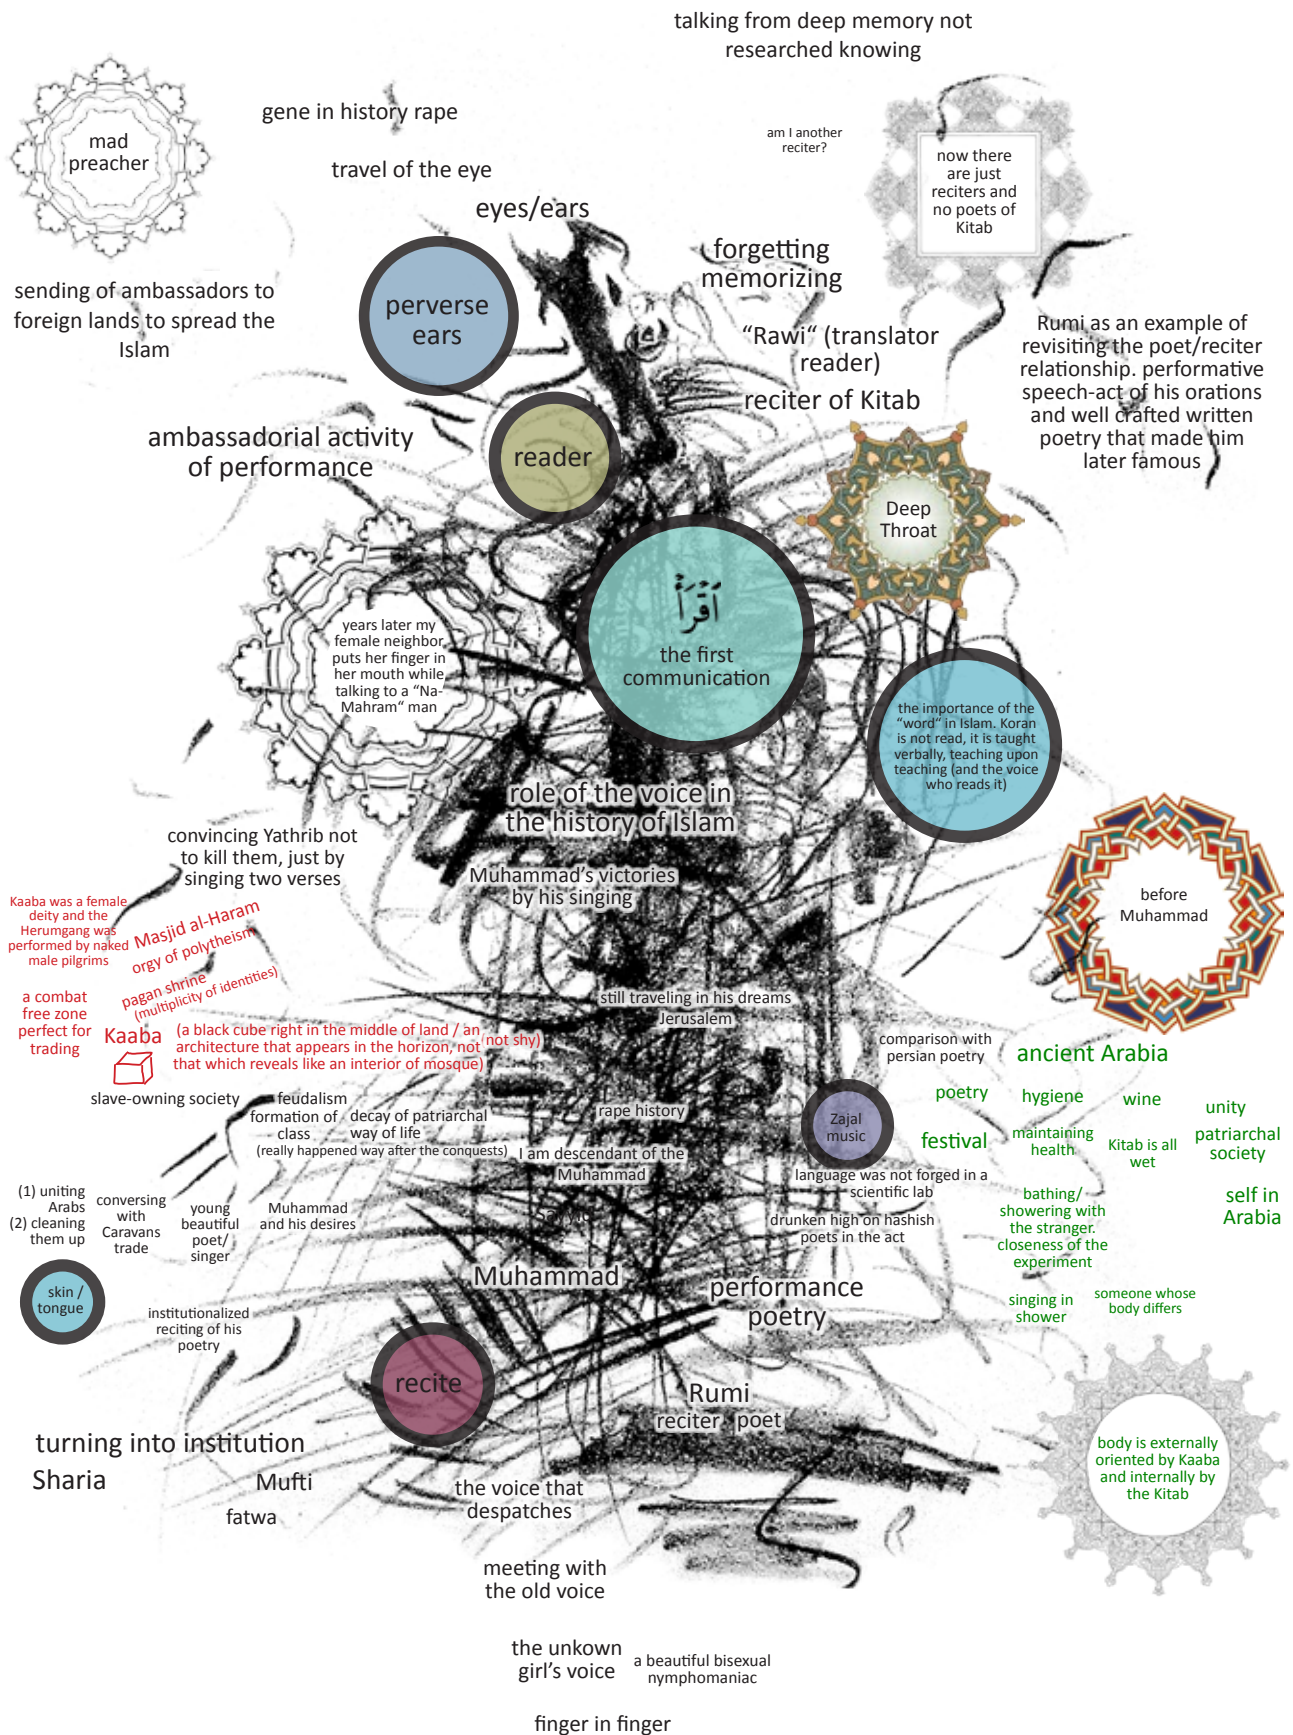 talking from deep memory not
researched knowing
gene in history rape
am I another
reciter?
mad
preacher
now there
are just
reciters and
no poets of
Kitab
travel of the eye
eyes/ears
forgetting
memorizing
perverse
ears
sending of ambassadors to
foreign lands to spread the
Islam
“Rawi“ (translator
reader)
Rumi as an example of
revisiting the poet/reciter
relationship. performative
speech-act of his orations
and well crafted written
poetry that made him
later famous
reciter of Kitab
ambassadorial activity
of performance
reader
Deep
Throat
اَقْرَأْ
the first
communication
years later my
female neighbor
puts her finger in
her mouth while
talking to a “Na-
Mahram“ man
the importance of the
“word“ in Islam. Koran
is not read, it is taught
verbally, teaching upon
teaching (and the voice
who reads it)
role of the voice in
the history of Islam
convincing Yathrib not
to kill them, just by
singing two verses
Muhammad’s victories
by his singing
before
Muhammad
Kaaba was a female
deity and the
Herumgang was
performed by naked
male pilgrims
Masjid al-Haram
orgy of polytheism
pagan shrine
(multiplicity of identities)
a combat
free zone
perfect for
trading
Kaaba
(a black cube right in the middle of land / an
architecture that appears in the horizon, not
that which reveals like an interior of mosque)
not shy)
still traveling in his dreams
Jerusalem
comparison with
persian poetry
ancient Arabia
poetry
hygiene
wine
unity
festival
maintaining
health
Kitab is all
wet
patriarchal
society
slave-owning society
feudalism
formation of
class
decay of patriarchal
way of life
(really happened way after the conquests)
rape history
I am descendant of the
Muhammad
Sayyid
Zajal
music
language was not forged in a
scientific lab
drunken high on hashish
poets in the act
bathing/
showering with
the stranger.
closeness of the
experiment
self in
Arabia
(1) uniting
Arabs
(2) cleaning
them up
conversing
with
Caravans
trade
young
beautiful
poet/
singer
Muhammad
and his desires
Muhammad
performance
poetry
singing in
shower
someone whose
body differs
skin /
tongue
institutionalized
reciting of his
poetry
recite
Rumi
reciter poet
turning into institution
Sharia
Mufti
fatwa
body is externally
oriented by Kaaba
and internally by
the Kitab
the voice that
despatches
meeting with
the old voice
the unkown
girl’s voice
a beautiful bisexual
nymphomaniac
finger in finger